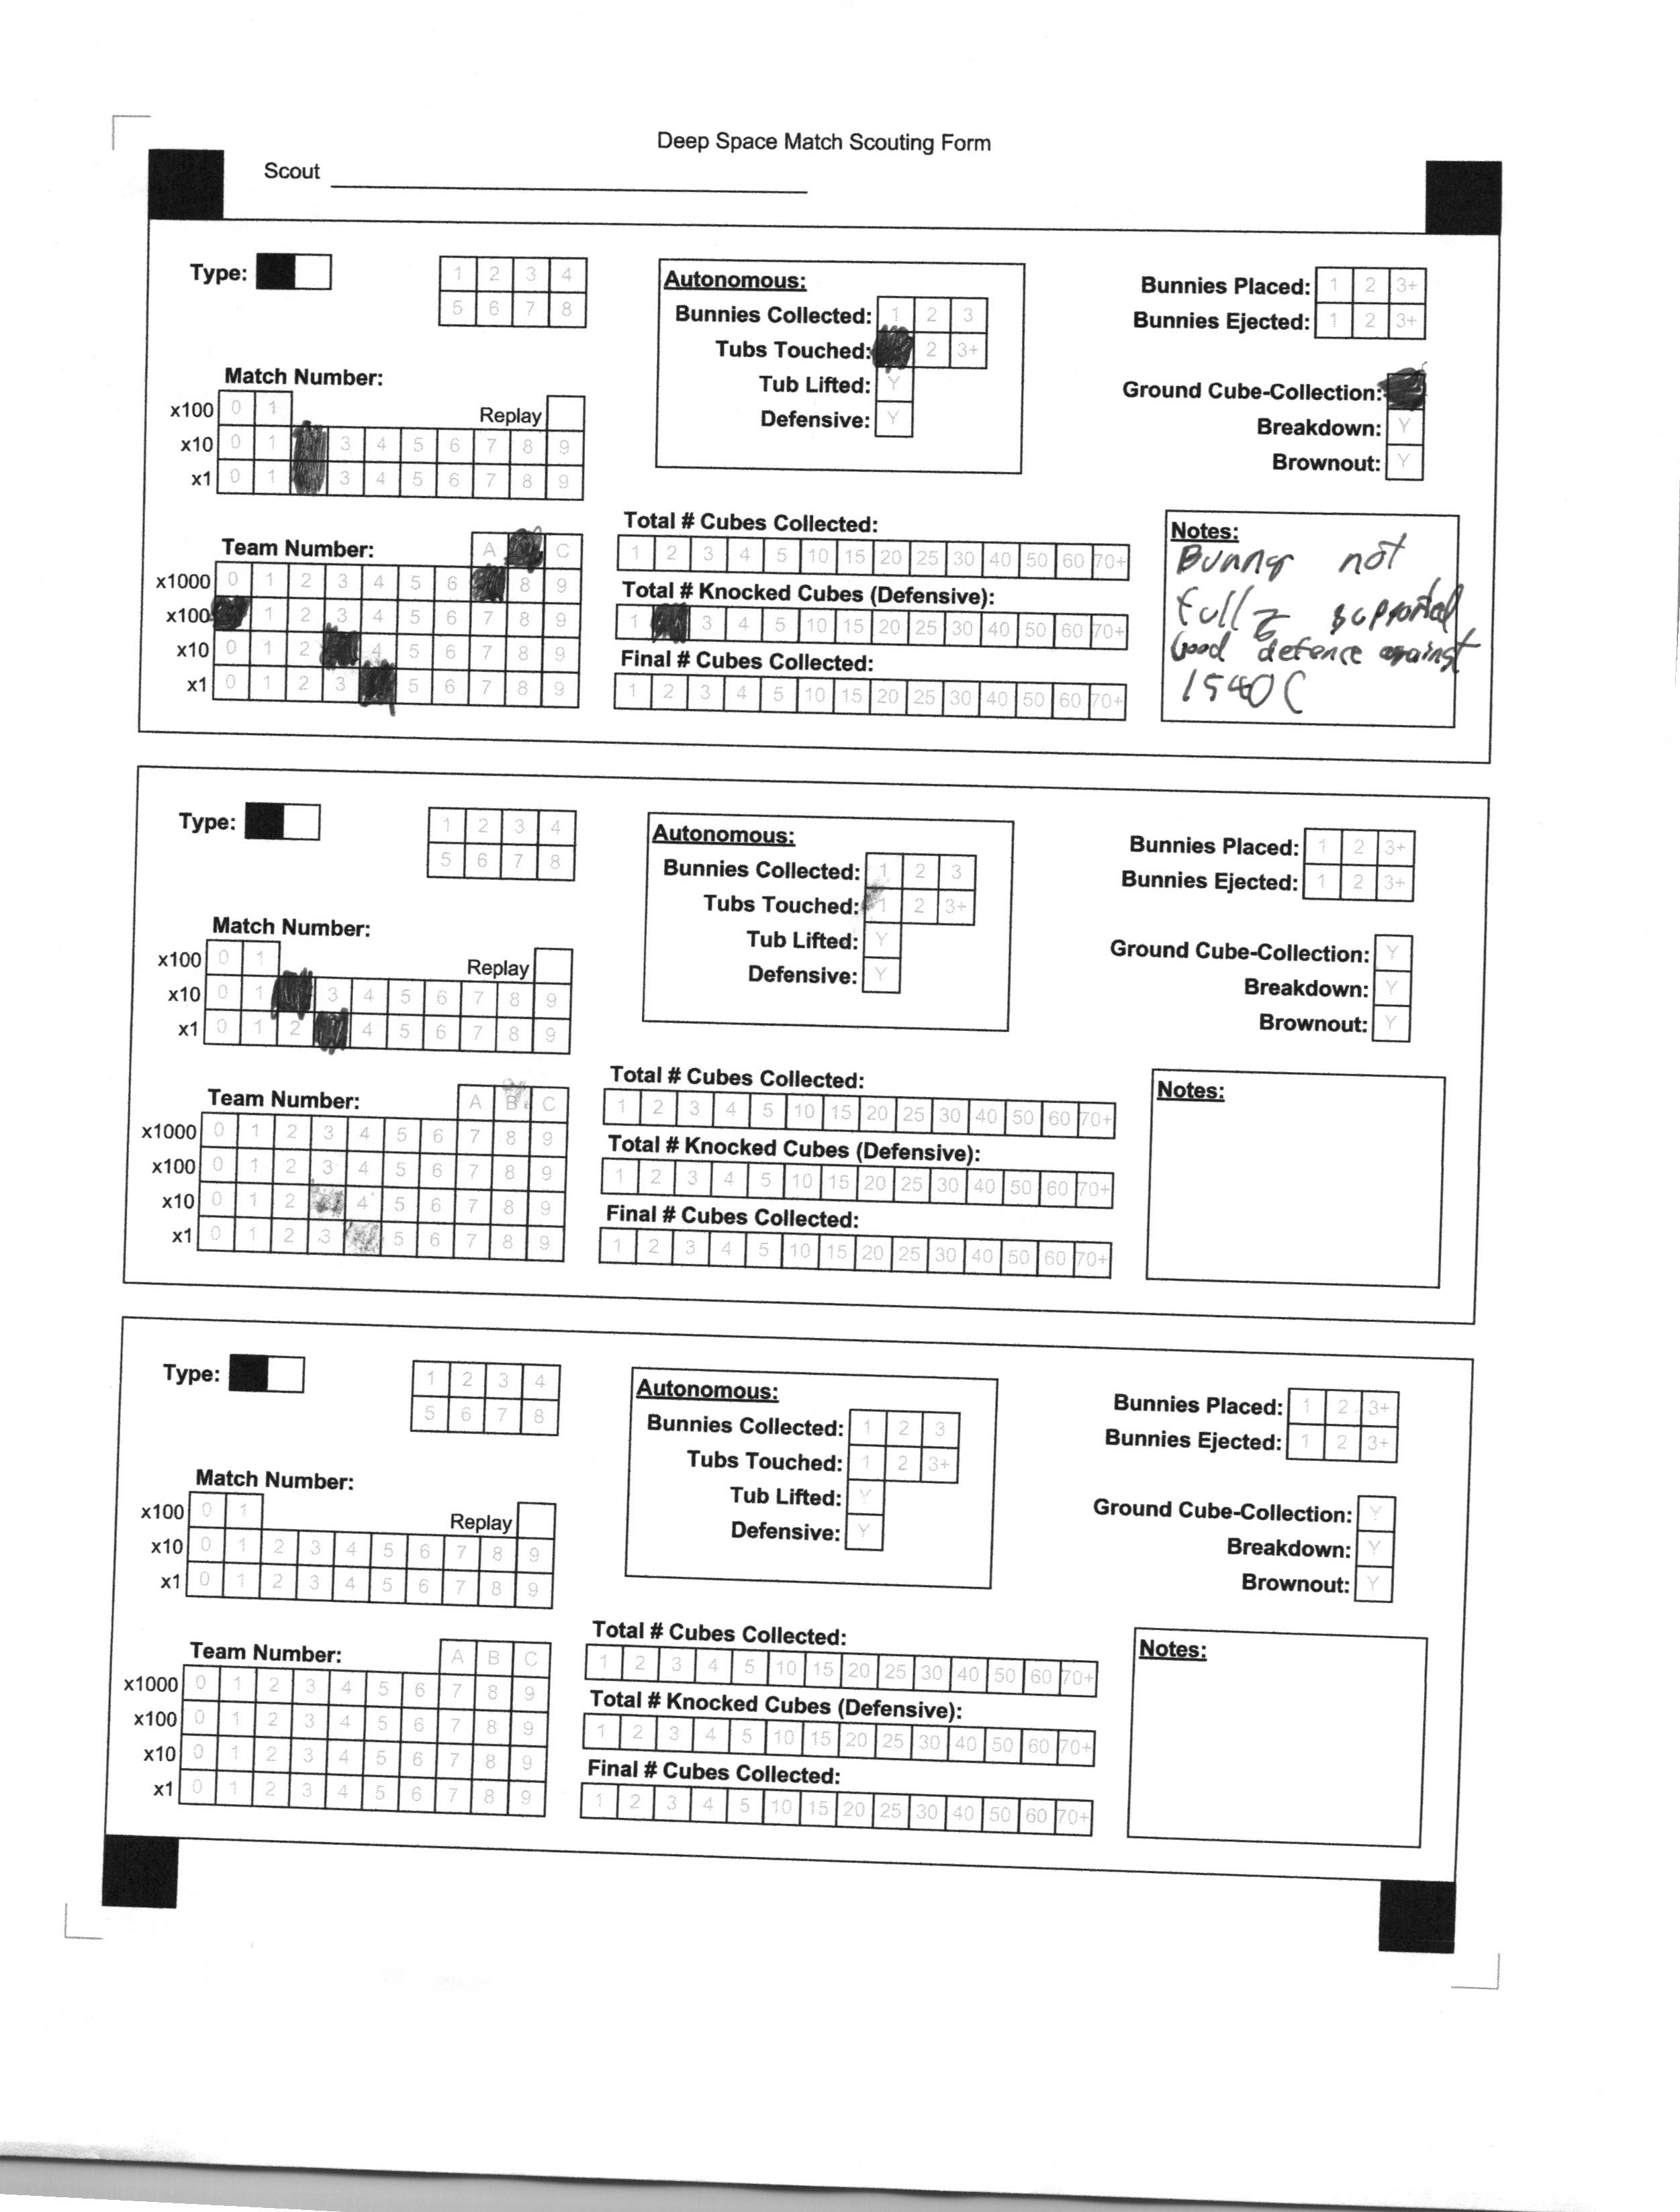 Deep Space Match Scouting Form
Scout
Type:
1 2 3 4
5 6 7 8
Match Number:
x100 0 1 Replay
x10 0 1 3 4 5 6 7 8 9
x1 0 1 3 4 5 6 7 8 9
Team Number: A C
x1000 0 1 2 3 4 5 6 8 9
x100 1 2 3 4 5 6 7 8 9
x10 0 1 2 4 5 6 7 8 9
x1 0 1 2 3 5 6 7 8 9
Autonomous:
Bunnies Collected: 1 2 3
Tubs Touched: 2 3+
Tub Lifted: Y
Defensive: Y
Total # Cubes Collected:
1 2 3 4 5 10 15 20 25 30 40 50 60 70+
Total # Knocked Cubes (Defensive):
1 3 4 5 10 15 20 25 30 40 50 60 70+
Final # Cubes Collected:
1 2 3 4 5 10 15 20 25 30 40 50 60 70+
Bunnies Placed: 1 2 3+
Bunnies Ejected: 1 2 3+
Ground Cube-Collection:
Breakdown: Y
Brownout: Y
Notes:
Bunny not
fully supported
Good defence against
1540C
Type:
1 2 3 4
5 6 7 8
Match Number:
x100 0 1 Replay
x10 0 1 3 4 5 6 7 8 9
x1 0 1 2 4 5 6 7 8 9
Team Number: A B C
x1000 0 1 2 3 4 5 6 7 8 9
x100 0 1 2 3 4 5 6 7 8 9
x10 0 1 2 4 5 6 7 8 9
x1 0 1 2 3 5 6 7 8 9
Autonomous:
Bunnies Collected: 1 2 3
Tubs Touched: 1 2 3+
Tub Lifted: Y
Defensive: Y
Total # Cubes Collected:
1 2 3 4 5 10 15 20 25 30 40 50 60 70+
Total # Knocked Cubes (Defensive):
1 2 3 4 5 10 15 20 25 30 40 50 60 70+
Final # Cubes Collected:
1 2 3 4 5 10 15 20 25 30 40 50 60 70+
Bunnies Placed: 1 2 3+
Bunnies Ejected: 1 2 3+
Ground Cube-Collection: Y
Breakdown: Y
Brownout: Y
Notes:
Type:
1 2 3 4
5 6 7 8
Match Number:
x100 0 1 Replay
x10 0 1 2 3 4 5 6 7 8 9
x1 0 1 2 3 4 5 6 7 8 9
Team Number: A B C
x1000 0 1 2 3 4 5 6 7 8 9
x100 0 1 2 3 4 5 6 7 8 9
x10 0 1 2 3 4 5 6 7 8 9
x1 0 1 2 3 4 5 6 7 8 9
Autonomous:
Bunnies Collected: 1 2 3
Tubs Touched: 1 2 3+
Tub Lifted: Y
Defensive: Y
Total # Cubes Collected:
1 2 3 4 5 10 15 20 25 30 40 50 60 70+
Total # Knocked Cubes (Defensive):
1 2 3 4 5 10 15 20 25 30 40 50 60 70+
Final # Cubes Collected:
1 2 3 4 5 10 15 20 25 30 40 50 60 70+
Bunnies Placed: 1 2 3+
Bunnies Ejected: 1 2 3+
Ground Cube-Collection: Y
Breakdown: Y
Brownout: Y
Notes: